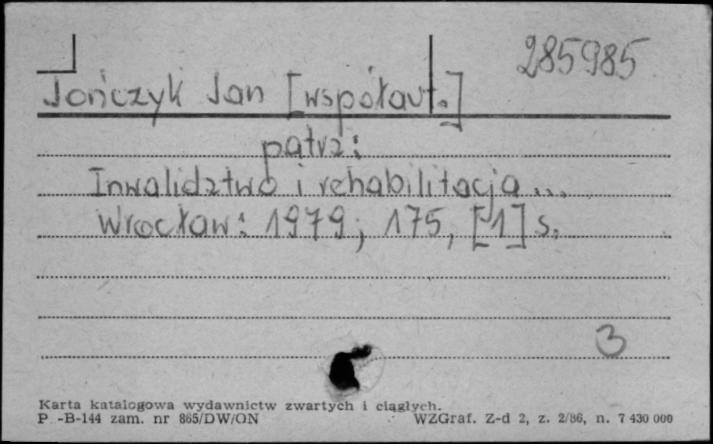 285985
Jończyk Jan [współaut.]
patrz:
Inwalidztwo i rehabilitacja...
Wrocław: 1979, 175, [1] s.
3
Karta katalogowa wydawnictw zwartych i ciągłych.
P -B-144 zam. nr 865/DW/ON WZGraf. Z-d 2, z. 2/86, n. 7 430 000